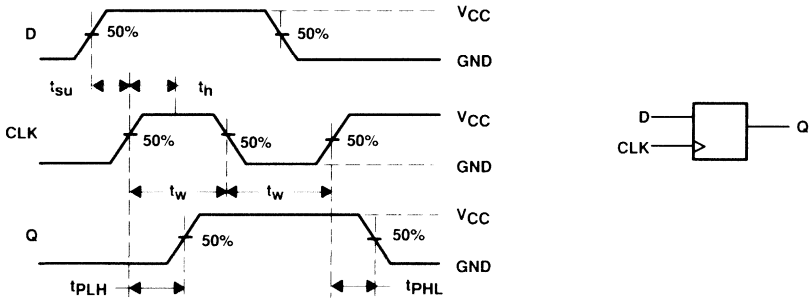 VCC
D 50% 50%
GND
tsu th
VCC
CLK 50% 50% 50%
GND
tw tw
VCC
Q 50% 50%
GND
tPLH tPHL
D
Q
CLK